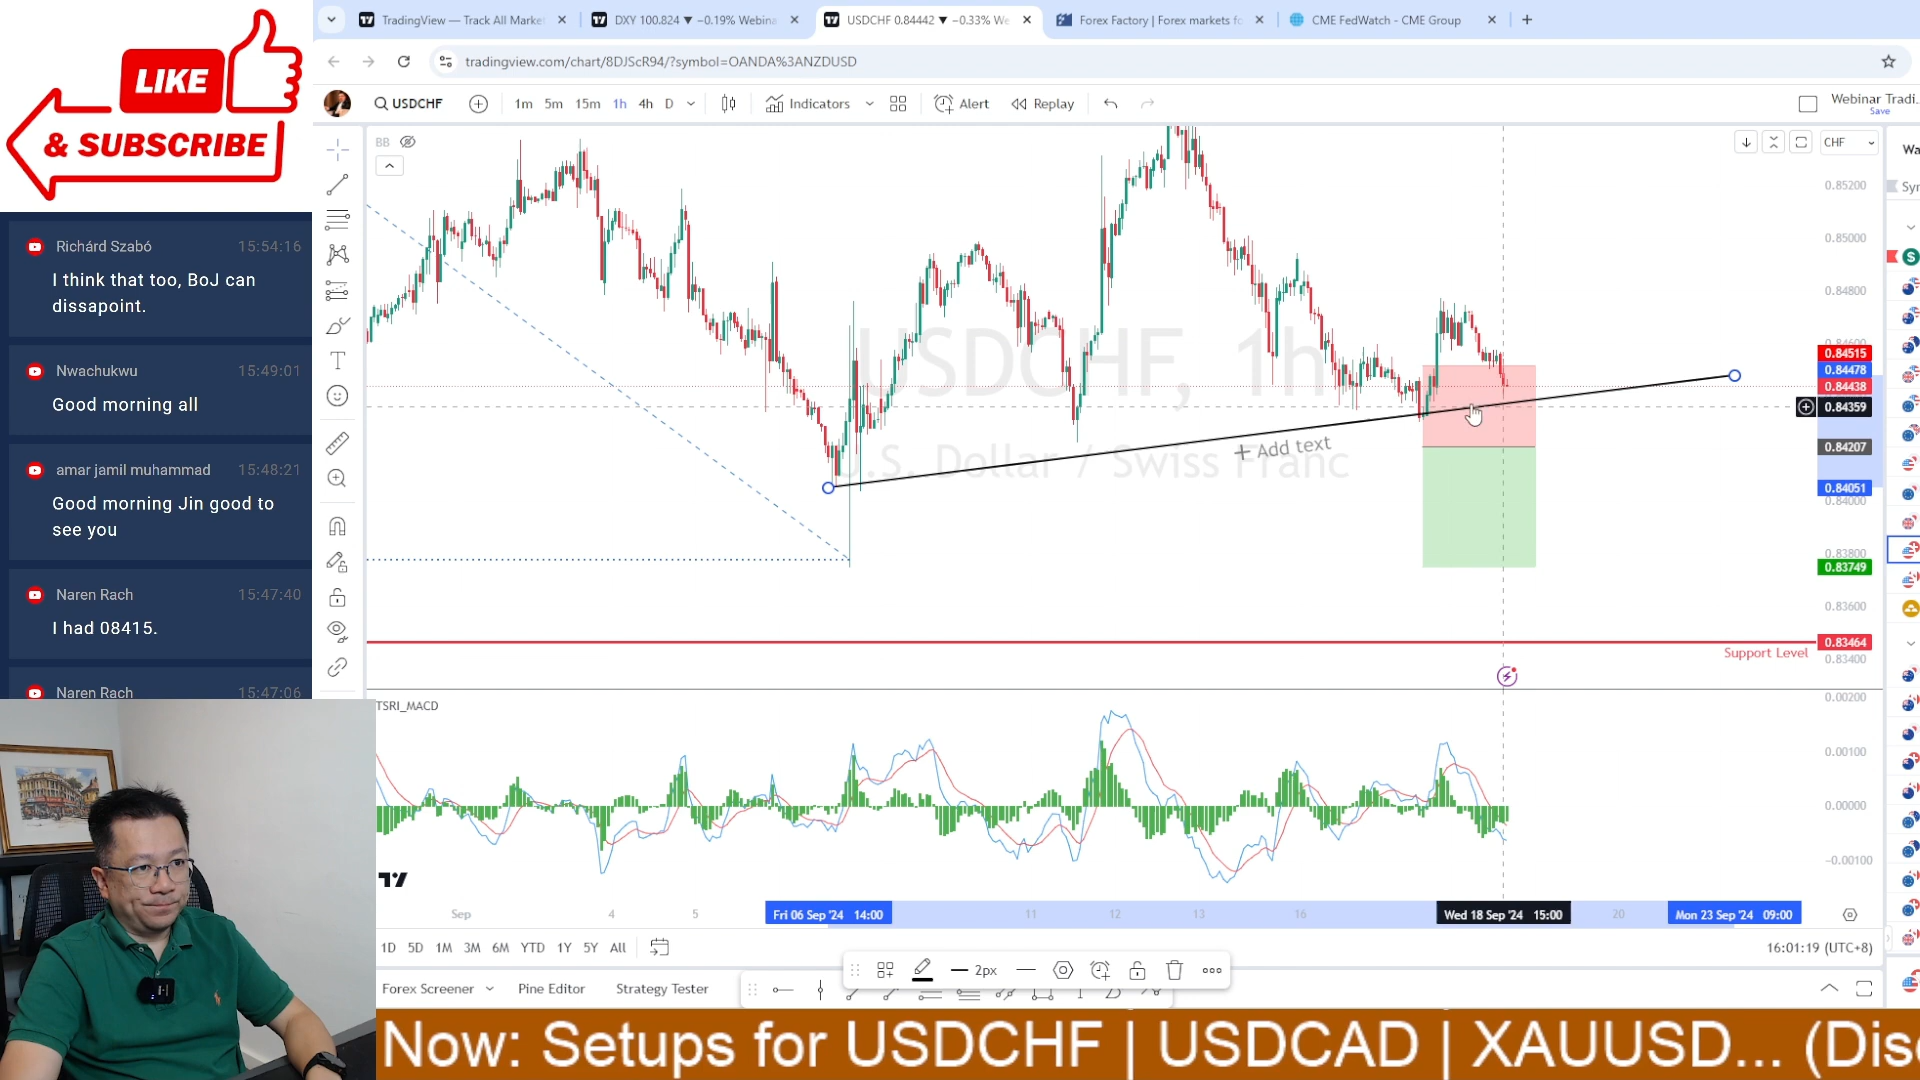 LIKE
& SUBSCRIBE
Richárd Szabó 15:54:16
I think that too, BoJ can
dissapoint.
Nwachukwu 15:49:01
Good morning all
amar jamil muhammad 15:48:21
Good morning Jin good to
see you
Naren Rach 15:47:40
I had 08415.
Naren Rach 15:47:06
TradingView — Track All Marke
DXY 100.824 ▼ −0.19% Webina
USDCHF 0.84442 ▼ −0.33% We
Forex Factory | Forex markets fo
CME FedWatch - CME Group
tradingview.com/chart/8DJScR94/?symbol=OANDA%3ANZDUSD
USDCHF 1m 5m 15m 1h 4h D Indicators Alert Replay Webinar Tradi...
Save
BB
CHF
Wa
Syr
0.85200
0.85000
0.84800
0.84600
0.84515
0.84478
0.84438
0.84359
0.84207
0.84051
0.84000
0.83800
0.83749
0.83600
0.83464
0.83400
USDCHF, 1h
U.S. Dollar / Swiss Franc
+ Add text
Support Level
TSRI_MACD
0.00200
0.00100
0.00000
−0.00100
Sep 4 5 Fri 06 Sep '24 14:00 11 12 13 16 Wed 18 Sep '24 15:00 20 Mon 23 Sep '24 09:00
1D 5D 1M 3M 6M YTD 1Y 5Y All 16:01:19 (UTC+8)
2px
Forex Screener Pine Editor Strategy Tester
Now: Setups for USDCHF | USDCAD | XAUUSD... (Disc